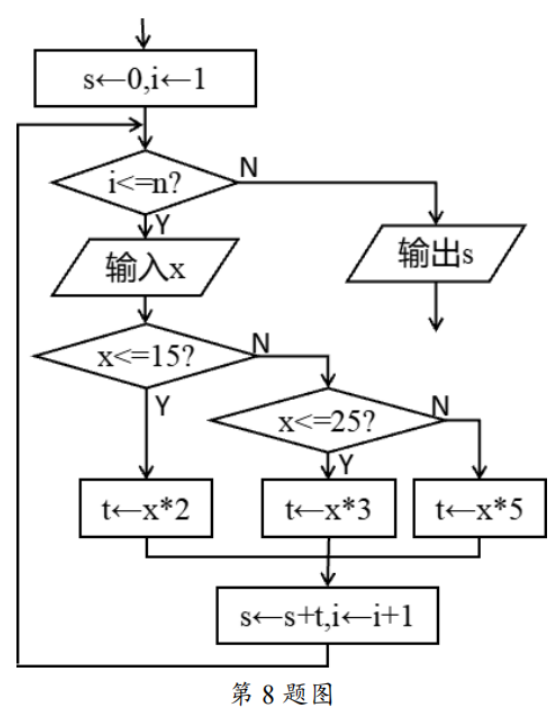 s←0,i←1
i<=n?
N
Y
输入x
输出s
x<=15?
N
Y
x<=25?
N
Y
t←x*2
t←x*3
t←x*5
s←s+t,i←i+1
第 8 题图